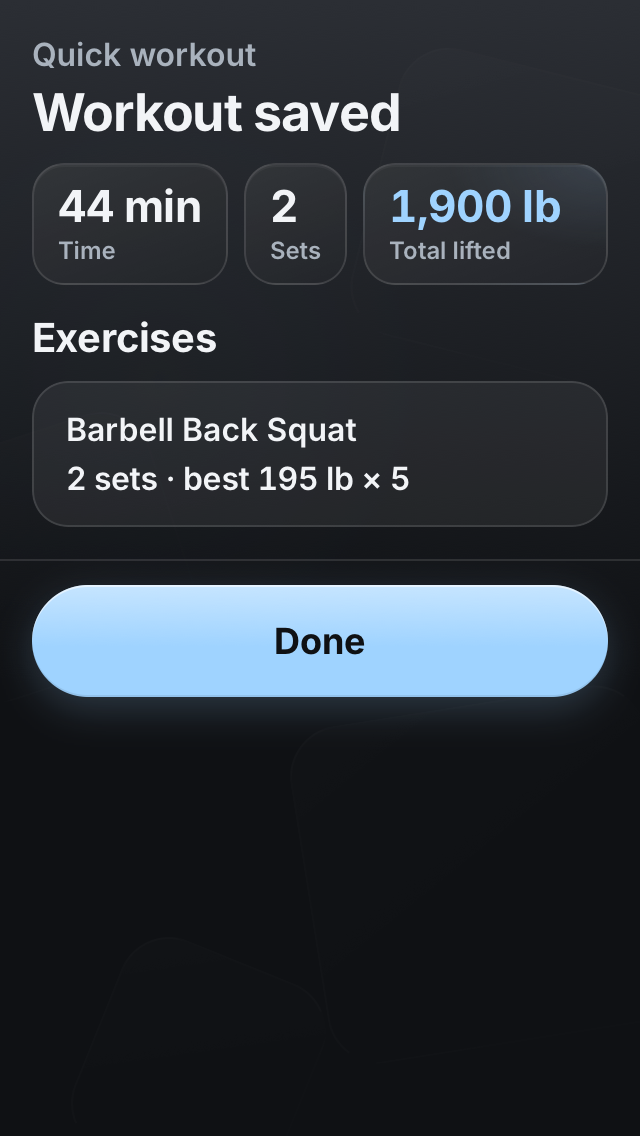 Quick workout
Workout saved
44 min
Time
2
Sets
1,900 lb
Total lifted
Exercises
Barbell Back Squat
2 sets · best 195 lb × 5
Done